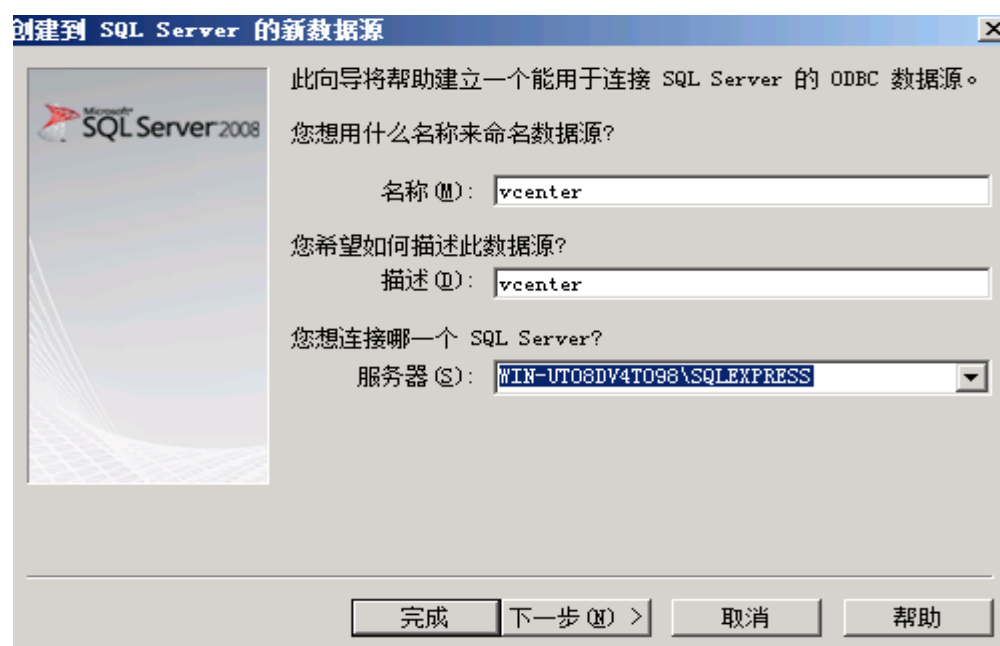 创建到 SQL Server 的新数据源
Microsoft
SQL Server 2008
此向导将帮助建立一个能用于连接 SQL Server 的 ODBC 数据源。
您想用什么名称来命名数据源?
名称(M): vcenter
您希望如何描述此数据源?
描述(D): vcenter
您想连接哪一个 SQL Server?
服务器(S): WIN-UTO8DV4TO98\SQLEXPRESS
完成 下一步(N) > 取消 帮助